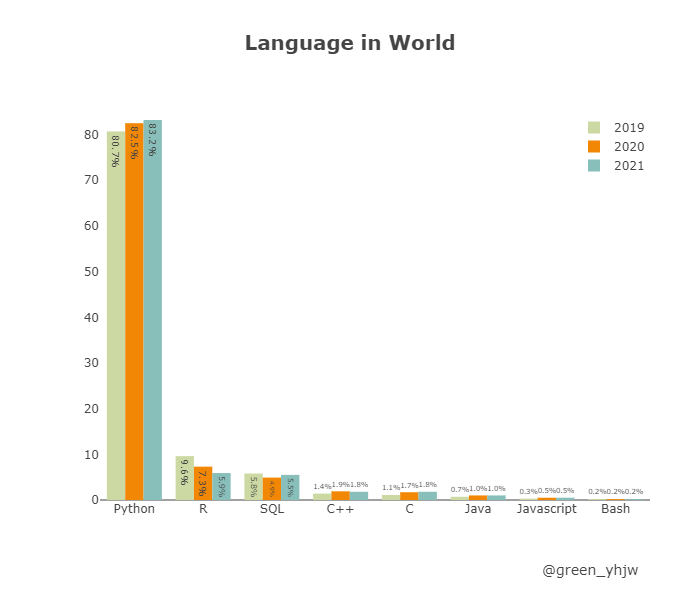 Language in World
2019
2020
2021
80
70
60
50
40
30
20
10
0
80.7%
82.5%
83.2%
9.6%
7.3%
5.9%
5.8%
4.9%
5.5%
1.4% 1.9% 1.8%
1.1% 1.7% 1.8%
0.7% 1.0% 1.0%
0.3% 0.5% 0.5%
0.2% 0.2% 0.2%
Python R SQL C++ C Java Javascript Bash
@green_yhjw